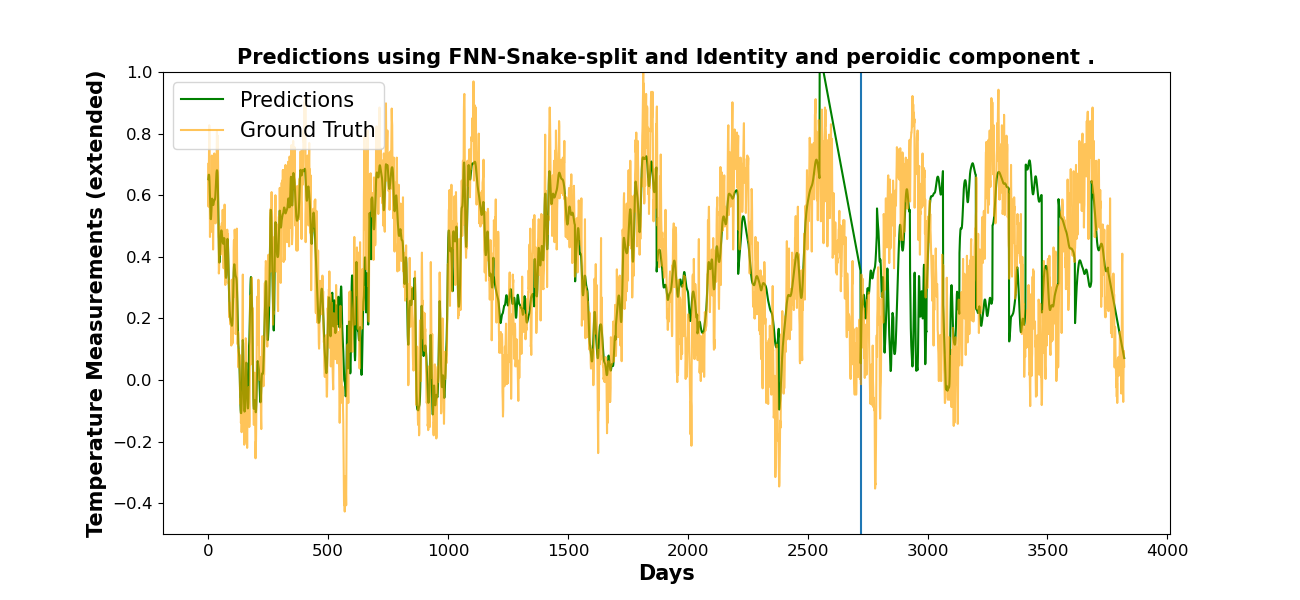 Predictions using FNN-Snake-split and Identity and peroidic component .
Temperature Measurements (extended)
1.0
0.8
0.6
0.4
0.2
0.0
−0.2
−0.4
Predictions
Ground Truth
0 500 1000 1500 2000 2500 3000 3500 4000
Days